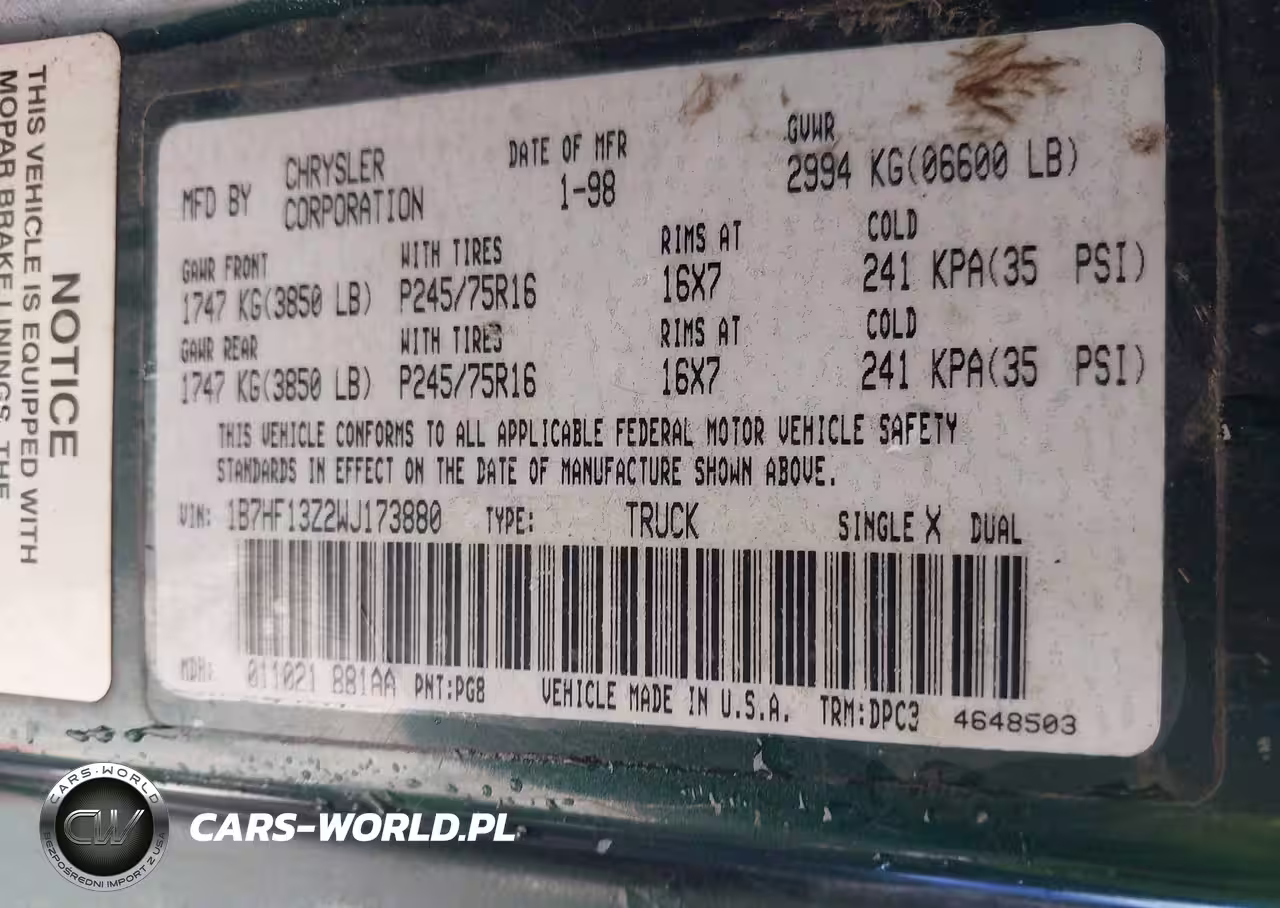 THIS VEHICLE IS EQUIPPED WITH
MOPAR BRAKE LININGS. THE
NOTICE
MFD BY CHRYSLER CORPORATION
DATE OF MFR
1-98
GVWR
2994 KG(06600 LB)
GAWR FRONT WITH TIRES RIMS AT COLD
1747 KG(3850 LB) P245/75R16 16X7 241 KPA(35 PSI)
GAWR REAR WITH TIRES RIMS AT COLD
1747 KG(3850 LB) P245/75R16 16X7 241 KPA(35 PSI)
THIS VEHICLE CONFORMS TO ALL APPLICABLE FEDERAL MOTOR VEHICLE SAFETY
STANDARDS IN EFFECT ON THE DATE OF MANUFACTURE SHOWN ABOVE.
VIN: 1B7HF13Z2WJ173880 TYPE: TRUCK SINGLE X DUAL
MDH: 011021 881AA PNT:PG8 VEHICLE MADE IN U.S.A. TRM:DPC3 4648503
CARS-WORLD
CW
BEZPOŚREDNI IMPORT Z USA
CARS-WORLD.PL